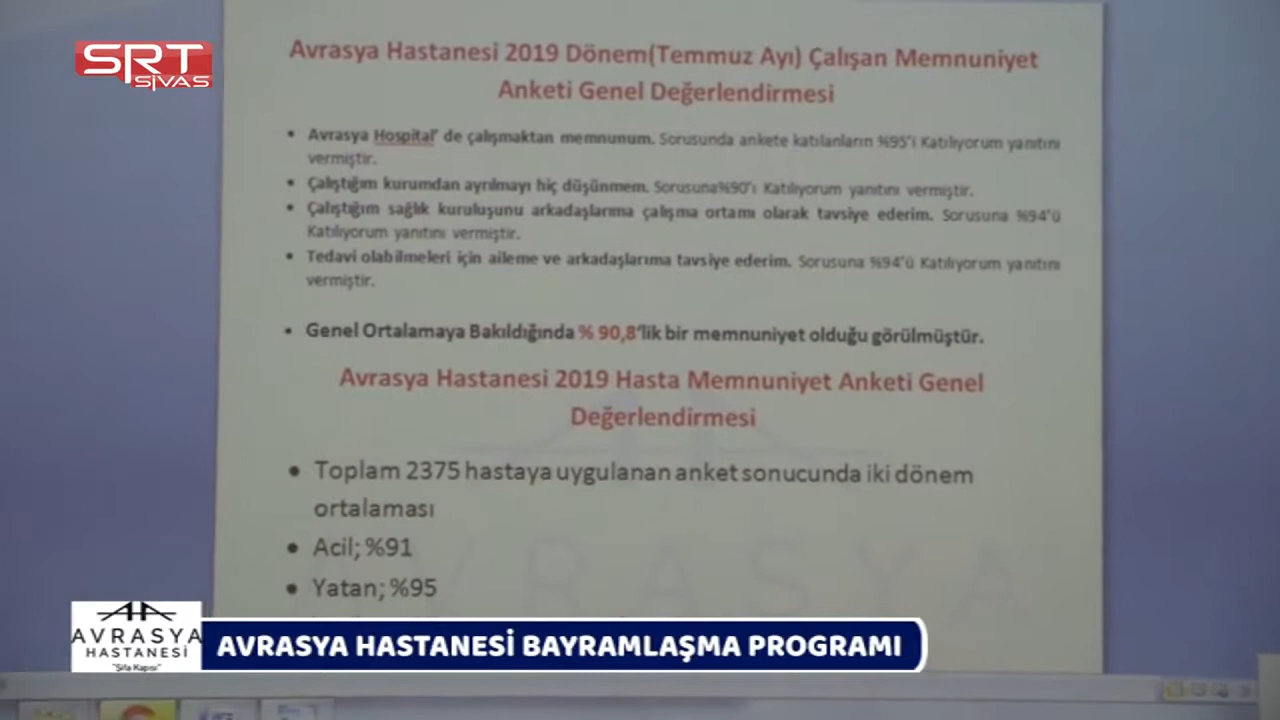 SRT
SİVAS
Avrasya Hastanesi 2019 Dönem(Temmuz Ayı) Çalışan Memnuniyet
Anketi Genel Değerlendirmesi
• Avrasya Hospital' de çalışmaktan memnunum. Sorusunda ankete katılanların %95'i Katılıyorum yanıtını
vermiştir.
• Çalıştığım kurumdan ayrılmayı hiç düşünmem. Sorusuna%90'ı Katılıyorum yanıtını vermiştir.
• Çalıştığım sağlık kuruluşunu arkadaşlarıma çalışma ortamı olarak tavsiye ederim. Sorusuna %94'ü
Katılıyorum yanıtını vermiştir.
• Tedavi olabilmeleri için aileme ve arkadaşlarıma tavsiye ederim. Sorusuna %94'ü Katılıyorum yanıtını
vermiştir.
• Genel Ortalamaya Bakıldığında % 90,8'lik bir memnuniyet olduğu görülmüştür.
Avrasya Hastanesi 2019 Hasta Memnuniyet Anketi Genel
Değerlendirmesi
• Toplam 2375 hastaya uygulanan anket sonucunda iki dönem
ortalaması
• Acil; %91
• Yatan; %95
AVRASYA
AVRASYA
HASTANESİ
"Şifa Kapısı"
AVRASYA HASTANESİ BAYRAMLAŞMA PROGRAMI